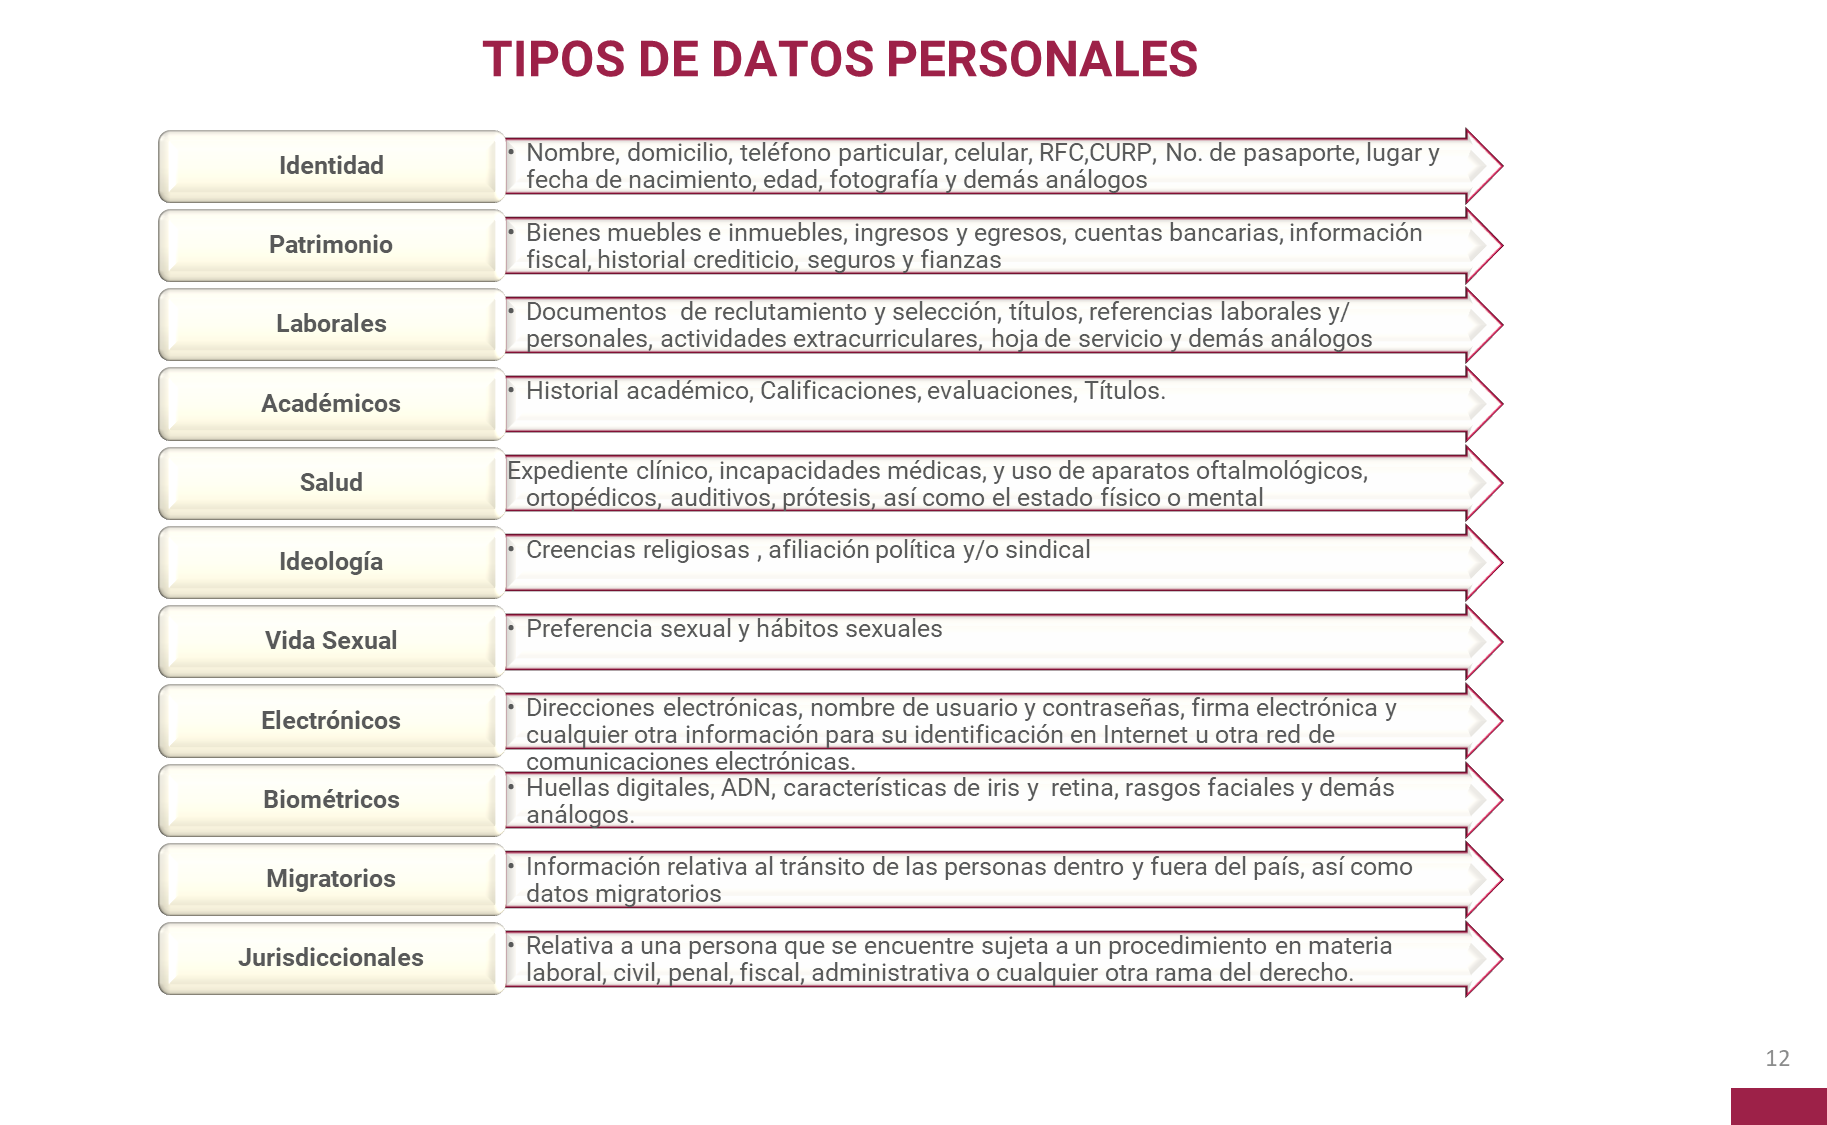 TIPOS DE DATOS PERSONALES
Identidad
• Nombre, domicilio, teléfono particular, celular, RFC,CURP, No. de pasaporte, lugar y
fecha de nacimiento, edad, fotografía y demás análogos
Patrimonio
• Bienes muebles e inmuebles, ingresos y egresos, cuentas bancarias, información
fiscal, historial crediticio, seguros y fianzas
Laborales
• Documentos  de reclutamiento y selección, títulos, referencias laborales y/
personales, actividades extracurriculares, hoja de servicio y demás análogos
Académicos
• Historial académico, Calificaciones, evaluaciones, Títulos.
Salud
Expediente clínico, incapacidades médicas, y uso de aparatos oftalmológicos,
ortopédicos, auditivos, prótesis, así como el estado físico o mental
Ideología
• Creencias religiosas , afiliación política y/o sindical
Vida Sexual
• Preferencia sexual y hábitos sexuales
Electrónicos
• Direcciones electrónicas, nombre de usuario y contraseñas, firma electrónica y
cualquier otra información para su identificación en Internet u otra red de
comunicaciones electrónicas.
Biométricos
• Huellas digitales, ADN, características de iris y  retina, rasgos faciales y demás
análogos.
Migratorios
• Información relativa al tránsito de las personas dentro y fuera del país, así como
datos migratorios
Jurisdiccionales
• Relativa a una persona que se encuentre sujeta a un procedimiento en materia
laboral, civil, penal, fiscal, administrativa o cualquier otra rama del derecho.
12